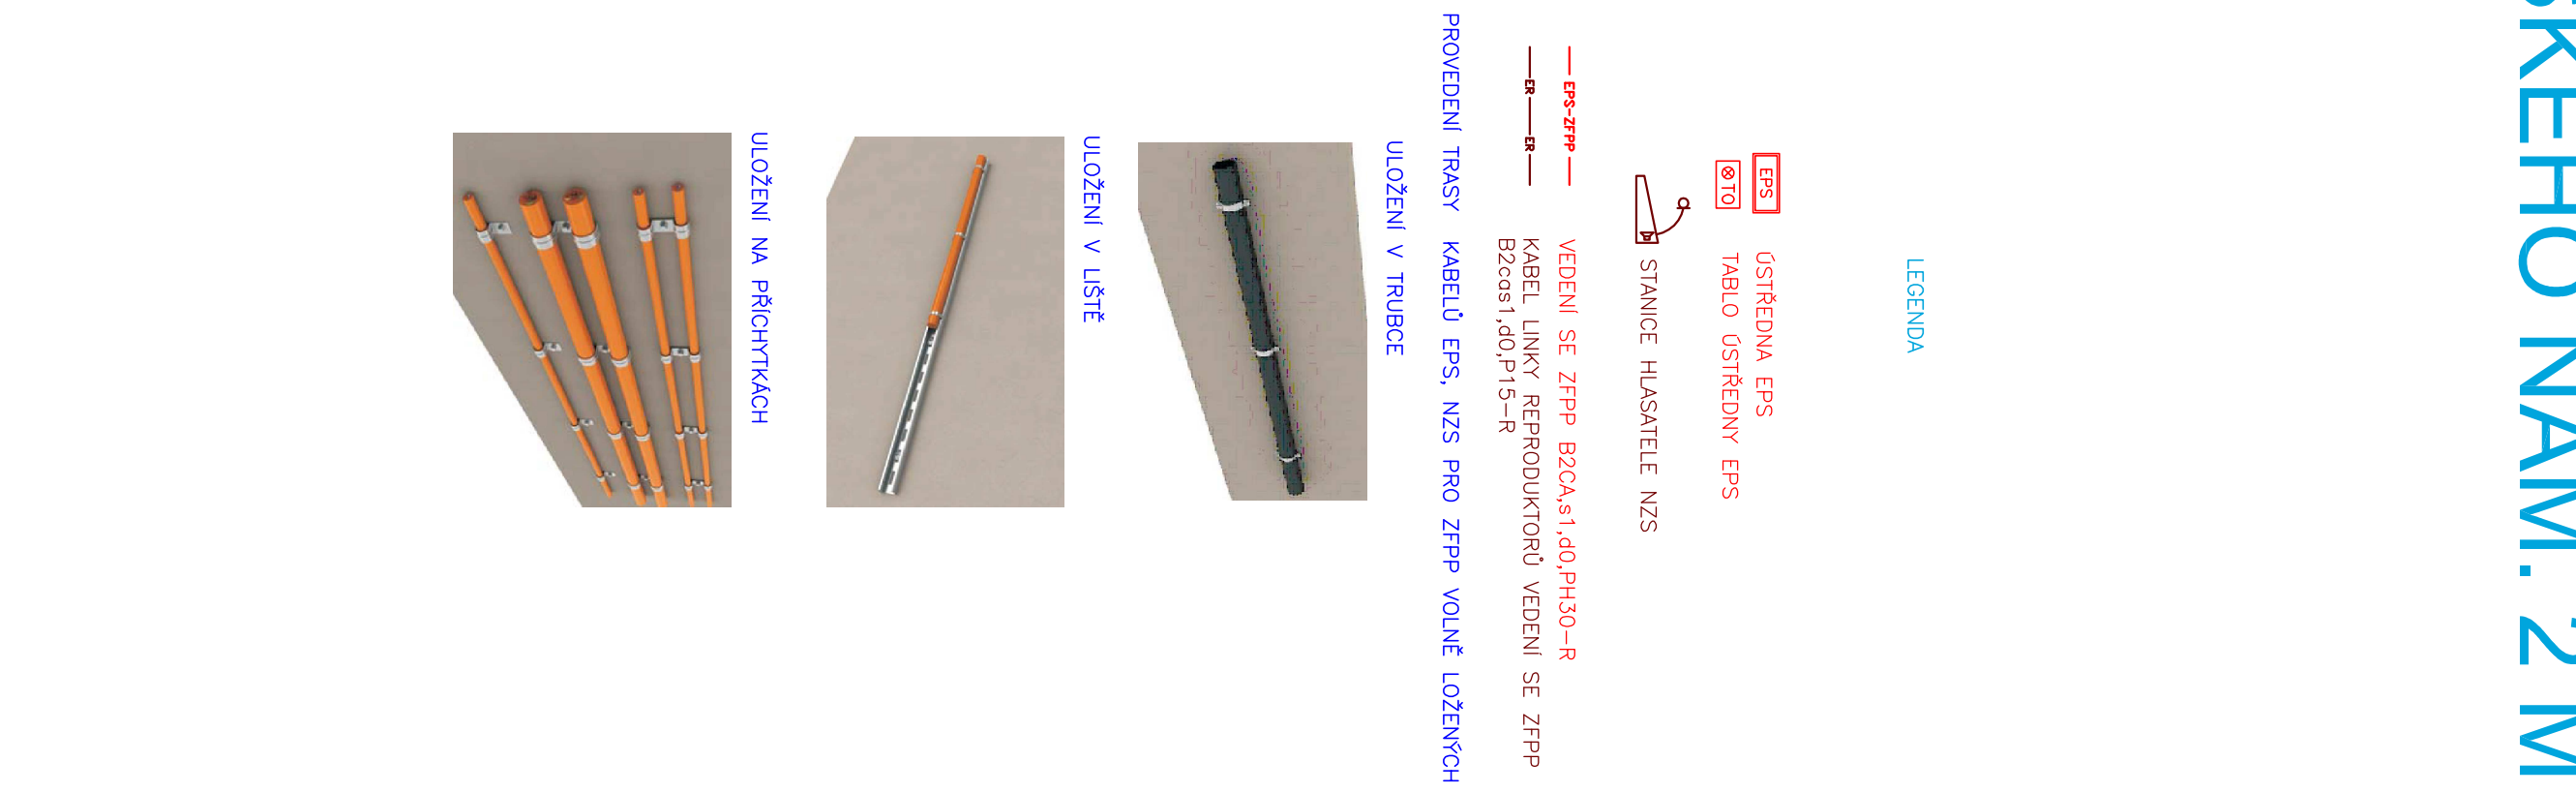 SKÉHO NÁM. 2 M
LEGENDA
EPS ÚSTŘEDNA EPS
TO TABLO ÚSTŘEDNY EPS
STANICE HLASATELE NZS
EPS-ZFPP VEDENÍ SE ZFPP B2CA,s1,d0,PH30-R
ER ER KABEL LINKY REPRODUKTORŮ VEDENÍ SE ZFPP
B2cas1,d0,P15-R
PROVEDENÍ TRASY KABELŮ EPS, NZS PRO ZFPP VOLNĚ LOŽENÝCH
ULOŽENÍ V TRUBCE
ULOŽENÍ V LIŠTĚ
ULOŽENÍ NA PŘÍCHYTKÁCH